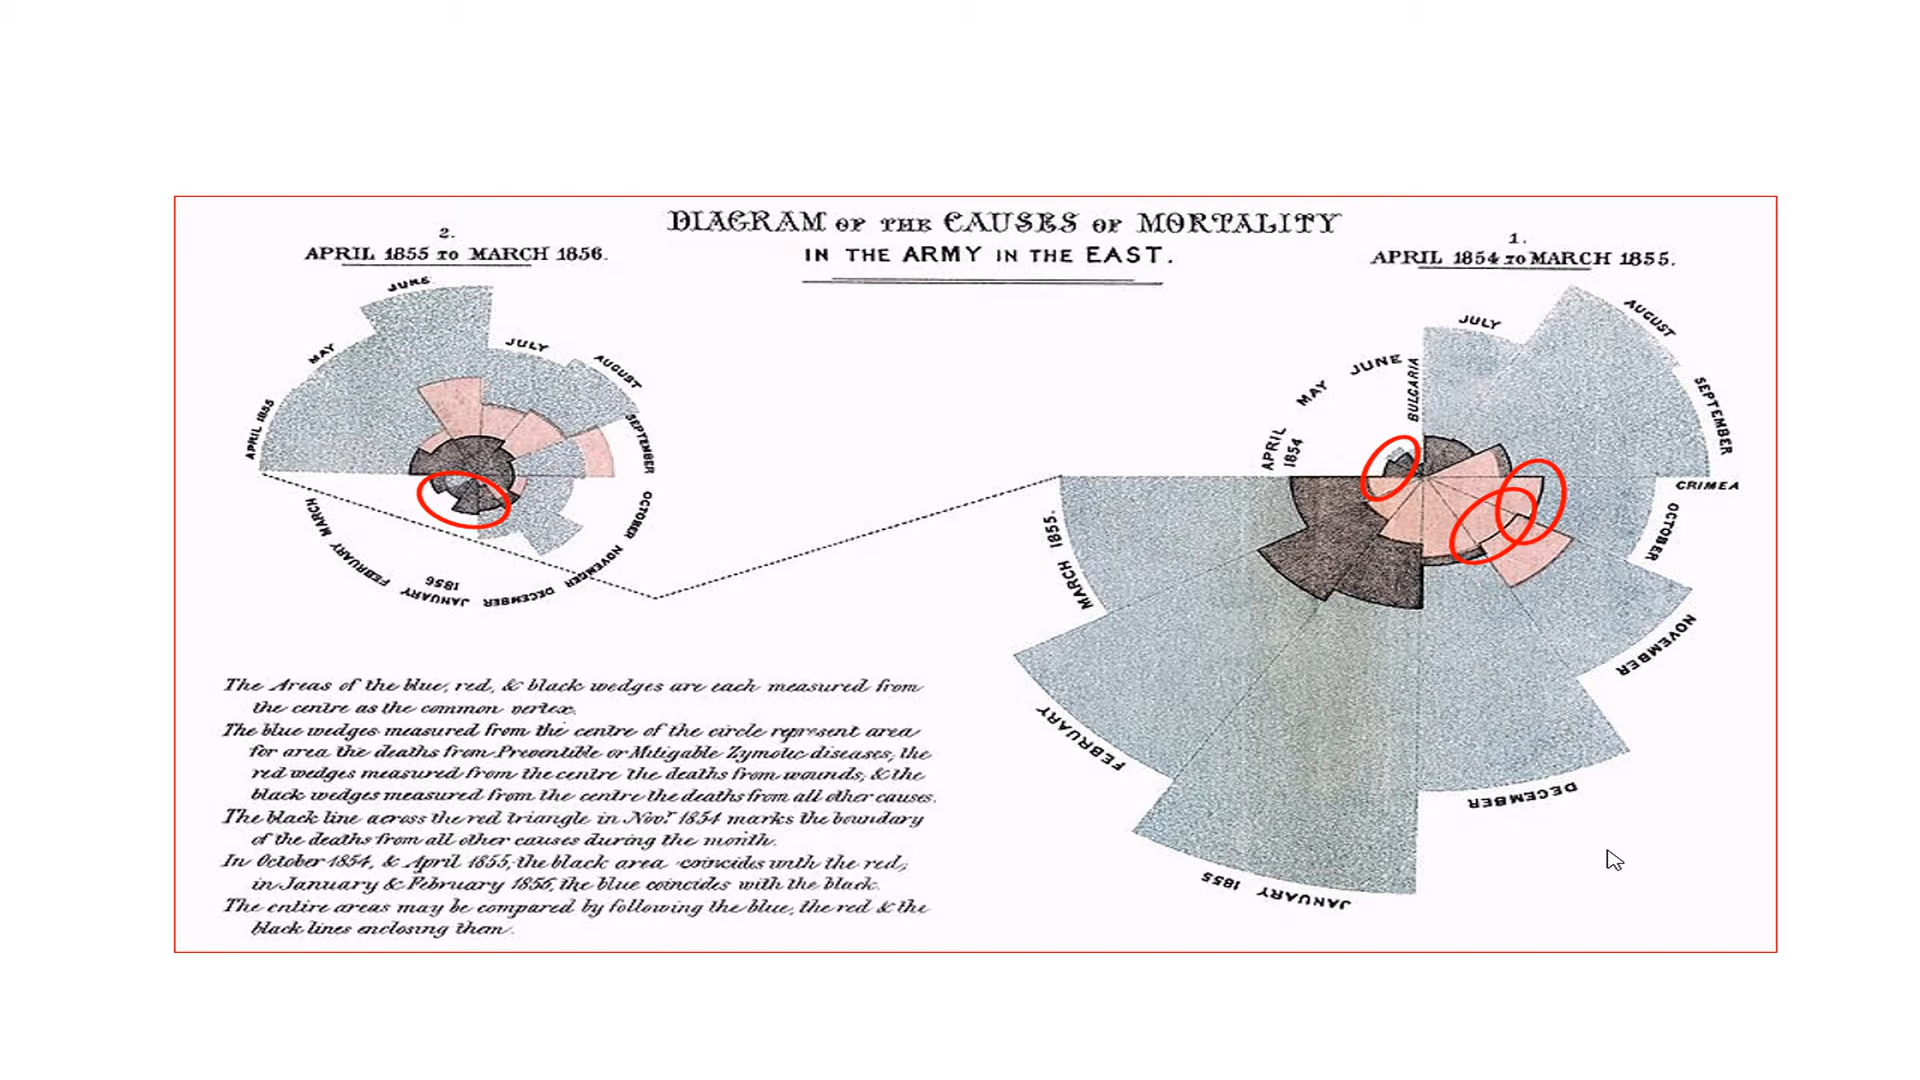 DIAGRAM OF THE CAUSES OF MORTALITY
IN THE ARMY IN THE EAST.
2.
APRIL 1855 TO MARCH 1856.
1.
APRIL 1854 TO MARCH 1855.
APRIL 1855
MAY
JUNE
JULY
AUGUST
SEPTEMBER
OCTOBER
NOVEMBER
DECEMBER
JANUARY
1856
FEBRUARY
MARCH
APRIL
1854
MAY
JUNE
BULGARIA
JULY
AUGUST
SEPTEMBER
CRIMEA
OCTOBER
NOVEMBER
DECEMBER
JANUARY 1855
FEBRUARY
MARCH 1855.
The Areas of the blue, red, & black wedges are each measured from
the centre as the common vertex.
The blue wedges measured from the centre of the circle represent area
for area the deaths from Preventible or Mitigable Zymotic diseases; the
red wedges measured from the centre the deaths from wounds; & the
black wedges measured from the centre the deaths from all other causes.
The black line across the red triangle in Novr. 1854 marks the boundary
of the deaths from all other causes during the month.
In October 1854, & April 1855, the black area coincides with the red;
in January & February 1856, the blue coincides with the black.
The entire areas may be compared by following the blue, the red & the
black lines enclosing them.